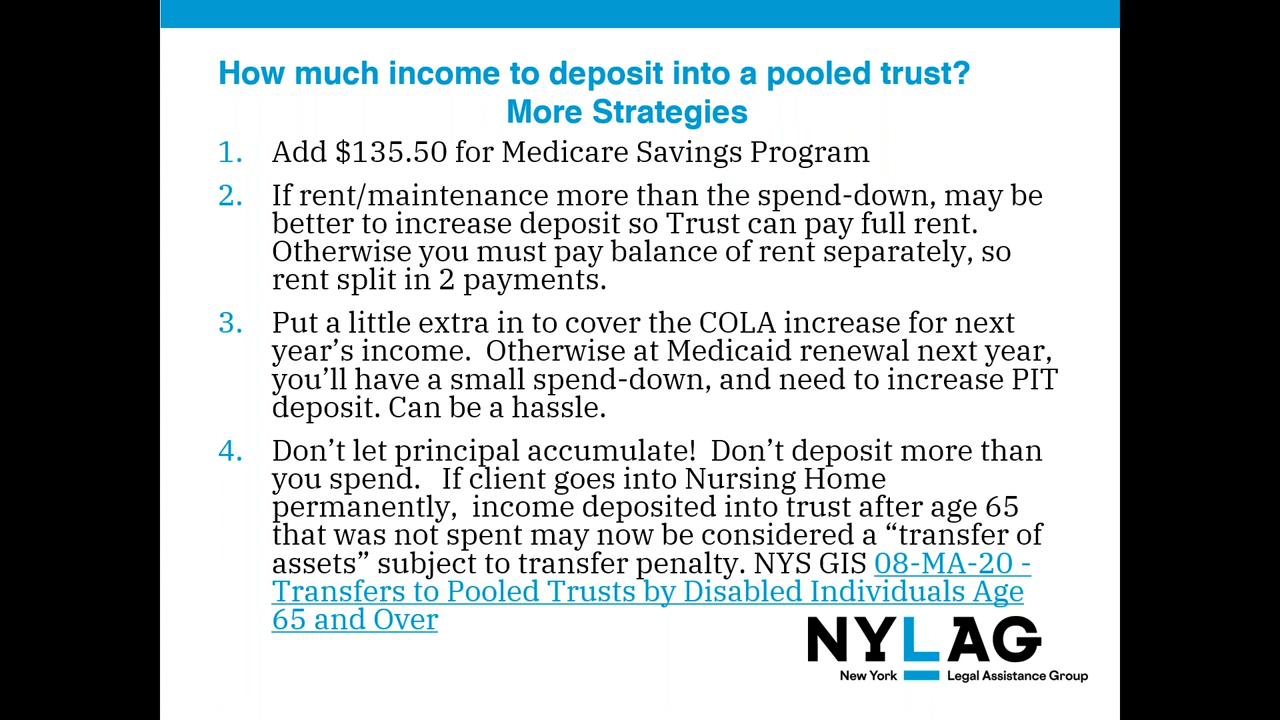 How much income to deposit into a pooled trust?
More Strategies
1. Add $135.50 for Medicare Savings Program
2. If rent/maintenance more than the spend-down, may be
better to increase deposit so Trust can pay full rent.
Otherwise you must pay balance of rent separately, so
rent split in 2 payments.
3. Put a little extra in to cover the COLA increase for next
year’s income.  Otherwise at Medicaid renewal next year,
you’ll have a small spend-down, and need to increase PIT
deposit. Can be a hassle.
4. Don’t let principal accumulate!  Don’t deposit more than
you spend.   If client goes into Nursing Home
permanently,  income deposited into trust after age 65
that was not spent may now be considered a “transfer of
assets” subject to transfer penalty. NYS GIS 08-MA-20 -
Transfers to Pooled Trusts by Disabled Individuals Age
65 and Over
NYLAG
New York Legal Assistance Group